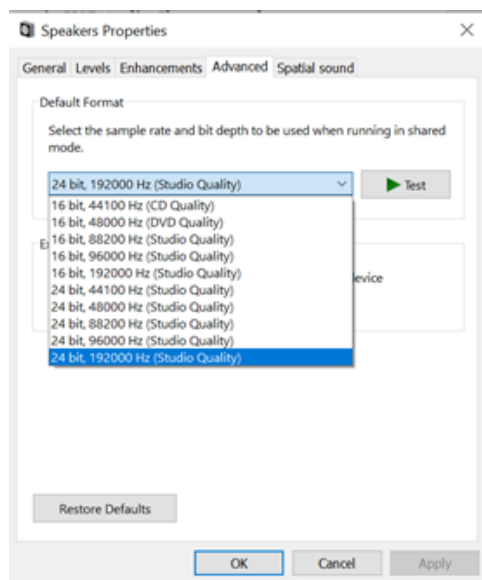 Speakers Properties
General Levels Enhancements Advanced Spatial sound
Default Format
Select the sample rate and bit depth to be used when running in shared
mode.
24 bit, 192000 Hz (Studio Quality)
Test
16 bit, 44100 Hz (CD Quality)
16 bit, 48000 Hz (DVD Quality)
16 bit, 88200 Hz (Studio Quality)
16 bit, 96000 Hz (Studio Quality)
16 bit, 192000 Hz (Studio Quality)
evice
24 bit, 44100 Hz (Studio Quality)
24 bit, 48000 Hz (Studio Quality)
24 bit, 88200 Hz (Studio Quality)
24 bit, 96000 Hz (Studio Quality)
24 bit, 192000 Hz (Studio Quality)
Restore Defaults
OK Cancel Apply